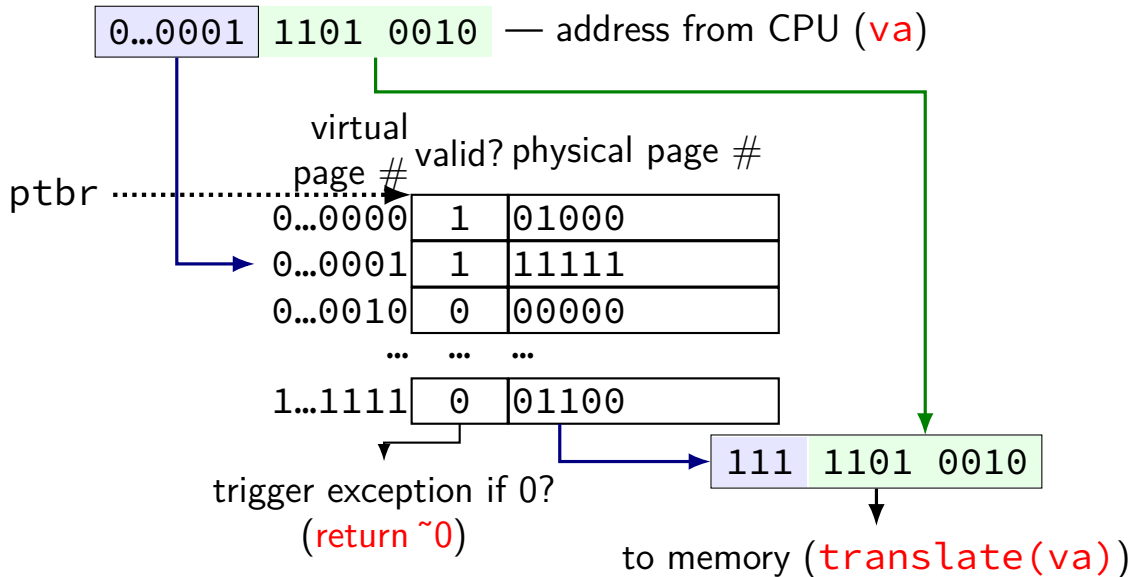 0…0001 1101 0010 — address from CPU (va)
virtual
page #
valid? physical page #
ptbr
0…0000 1 01000
0…0001 1 11111
0…0010 0 00000
… … …
1…1111 0 01100
111 1101 0010
trigger exception if 0?
(return ~0)
to memory (translate(va))